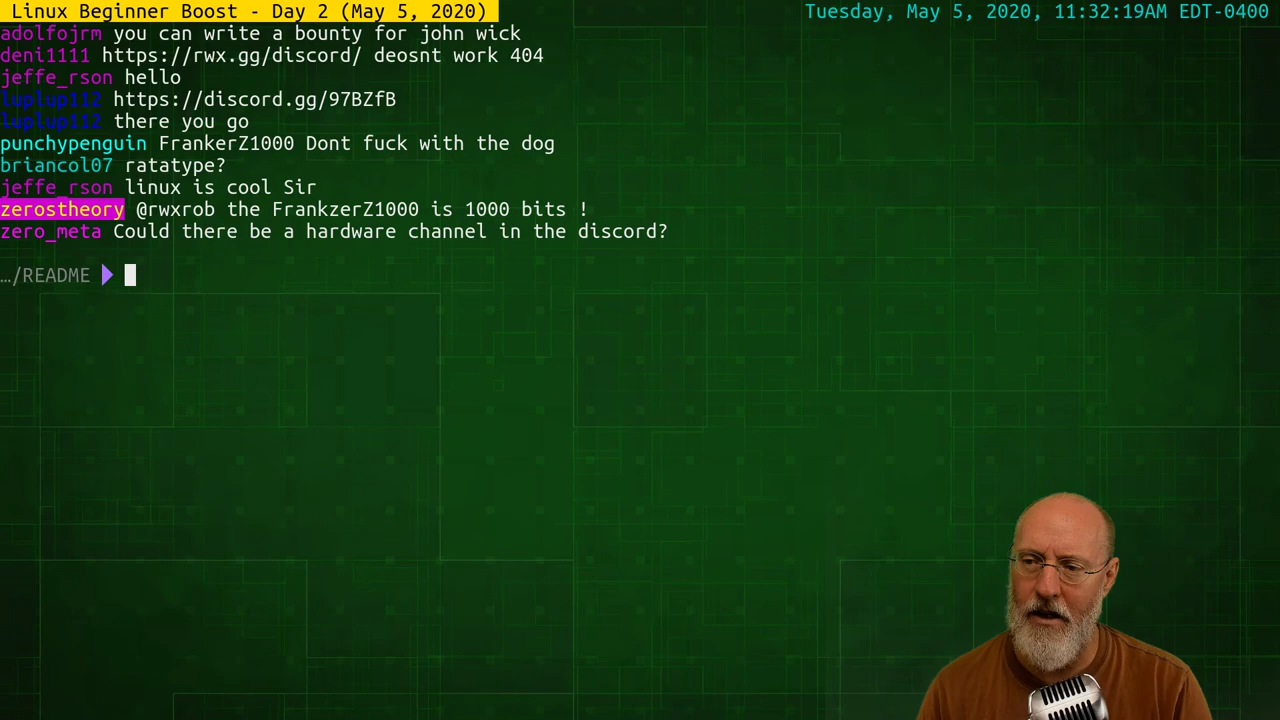 Linux Beginner Boost - Day 2 (May 5, 2020)
Tuesday, May 5, 2020, 11:32:19AM EDT-0400
adolfojrm you can write a bounty for john wick
deni1111 https://rwx.gg/discord/ deosnt work 404
jeffe_rson hello
luplup112 https://discord.gg/97BZfB
luplup112 there you go
punchypenguin FrankerZ1000 Dont fuck with the dog
briancol07 ratatype?
jeffe_rson linux is cool Sir
zerostheory @rwxrob the FrankzerZ1000 is 1000 bits !
zero_meta Could there be a hardware channel in the discord?
…/README